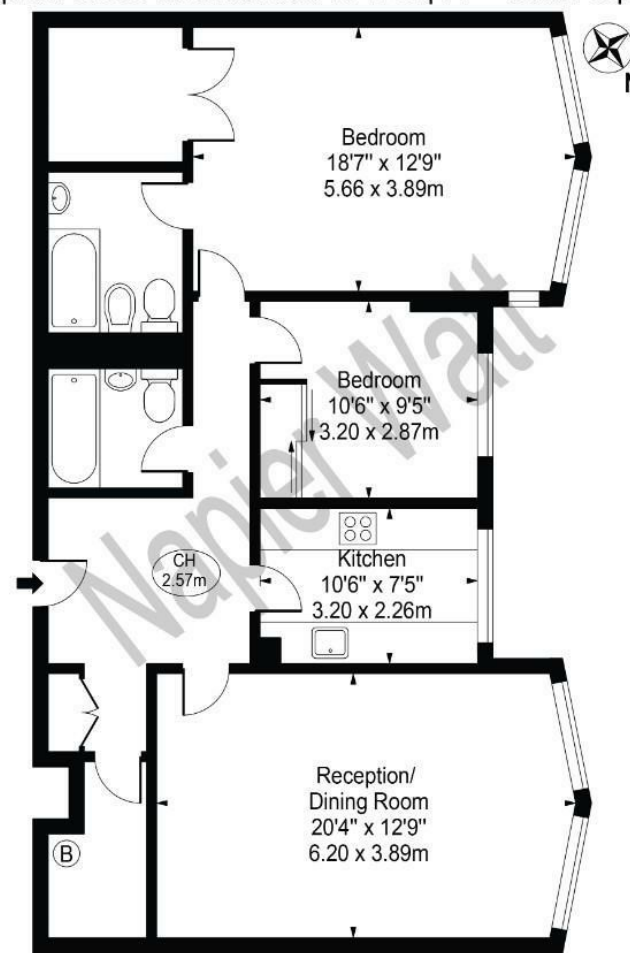 N
Bedroom
18'7" x 12'9"
5.66 x 3.89m
Bedroom
10'6" x 9'5"
3.20 x 2.87m
CH
2.57m
Kitchen
10'6" x 7'5"
3.20 x 2.26m
Reception/
Dining Room
20'4" x 12'9"
6.20 x 3.89m
B
Napier Watt